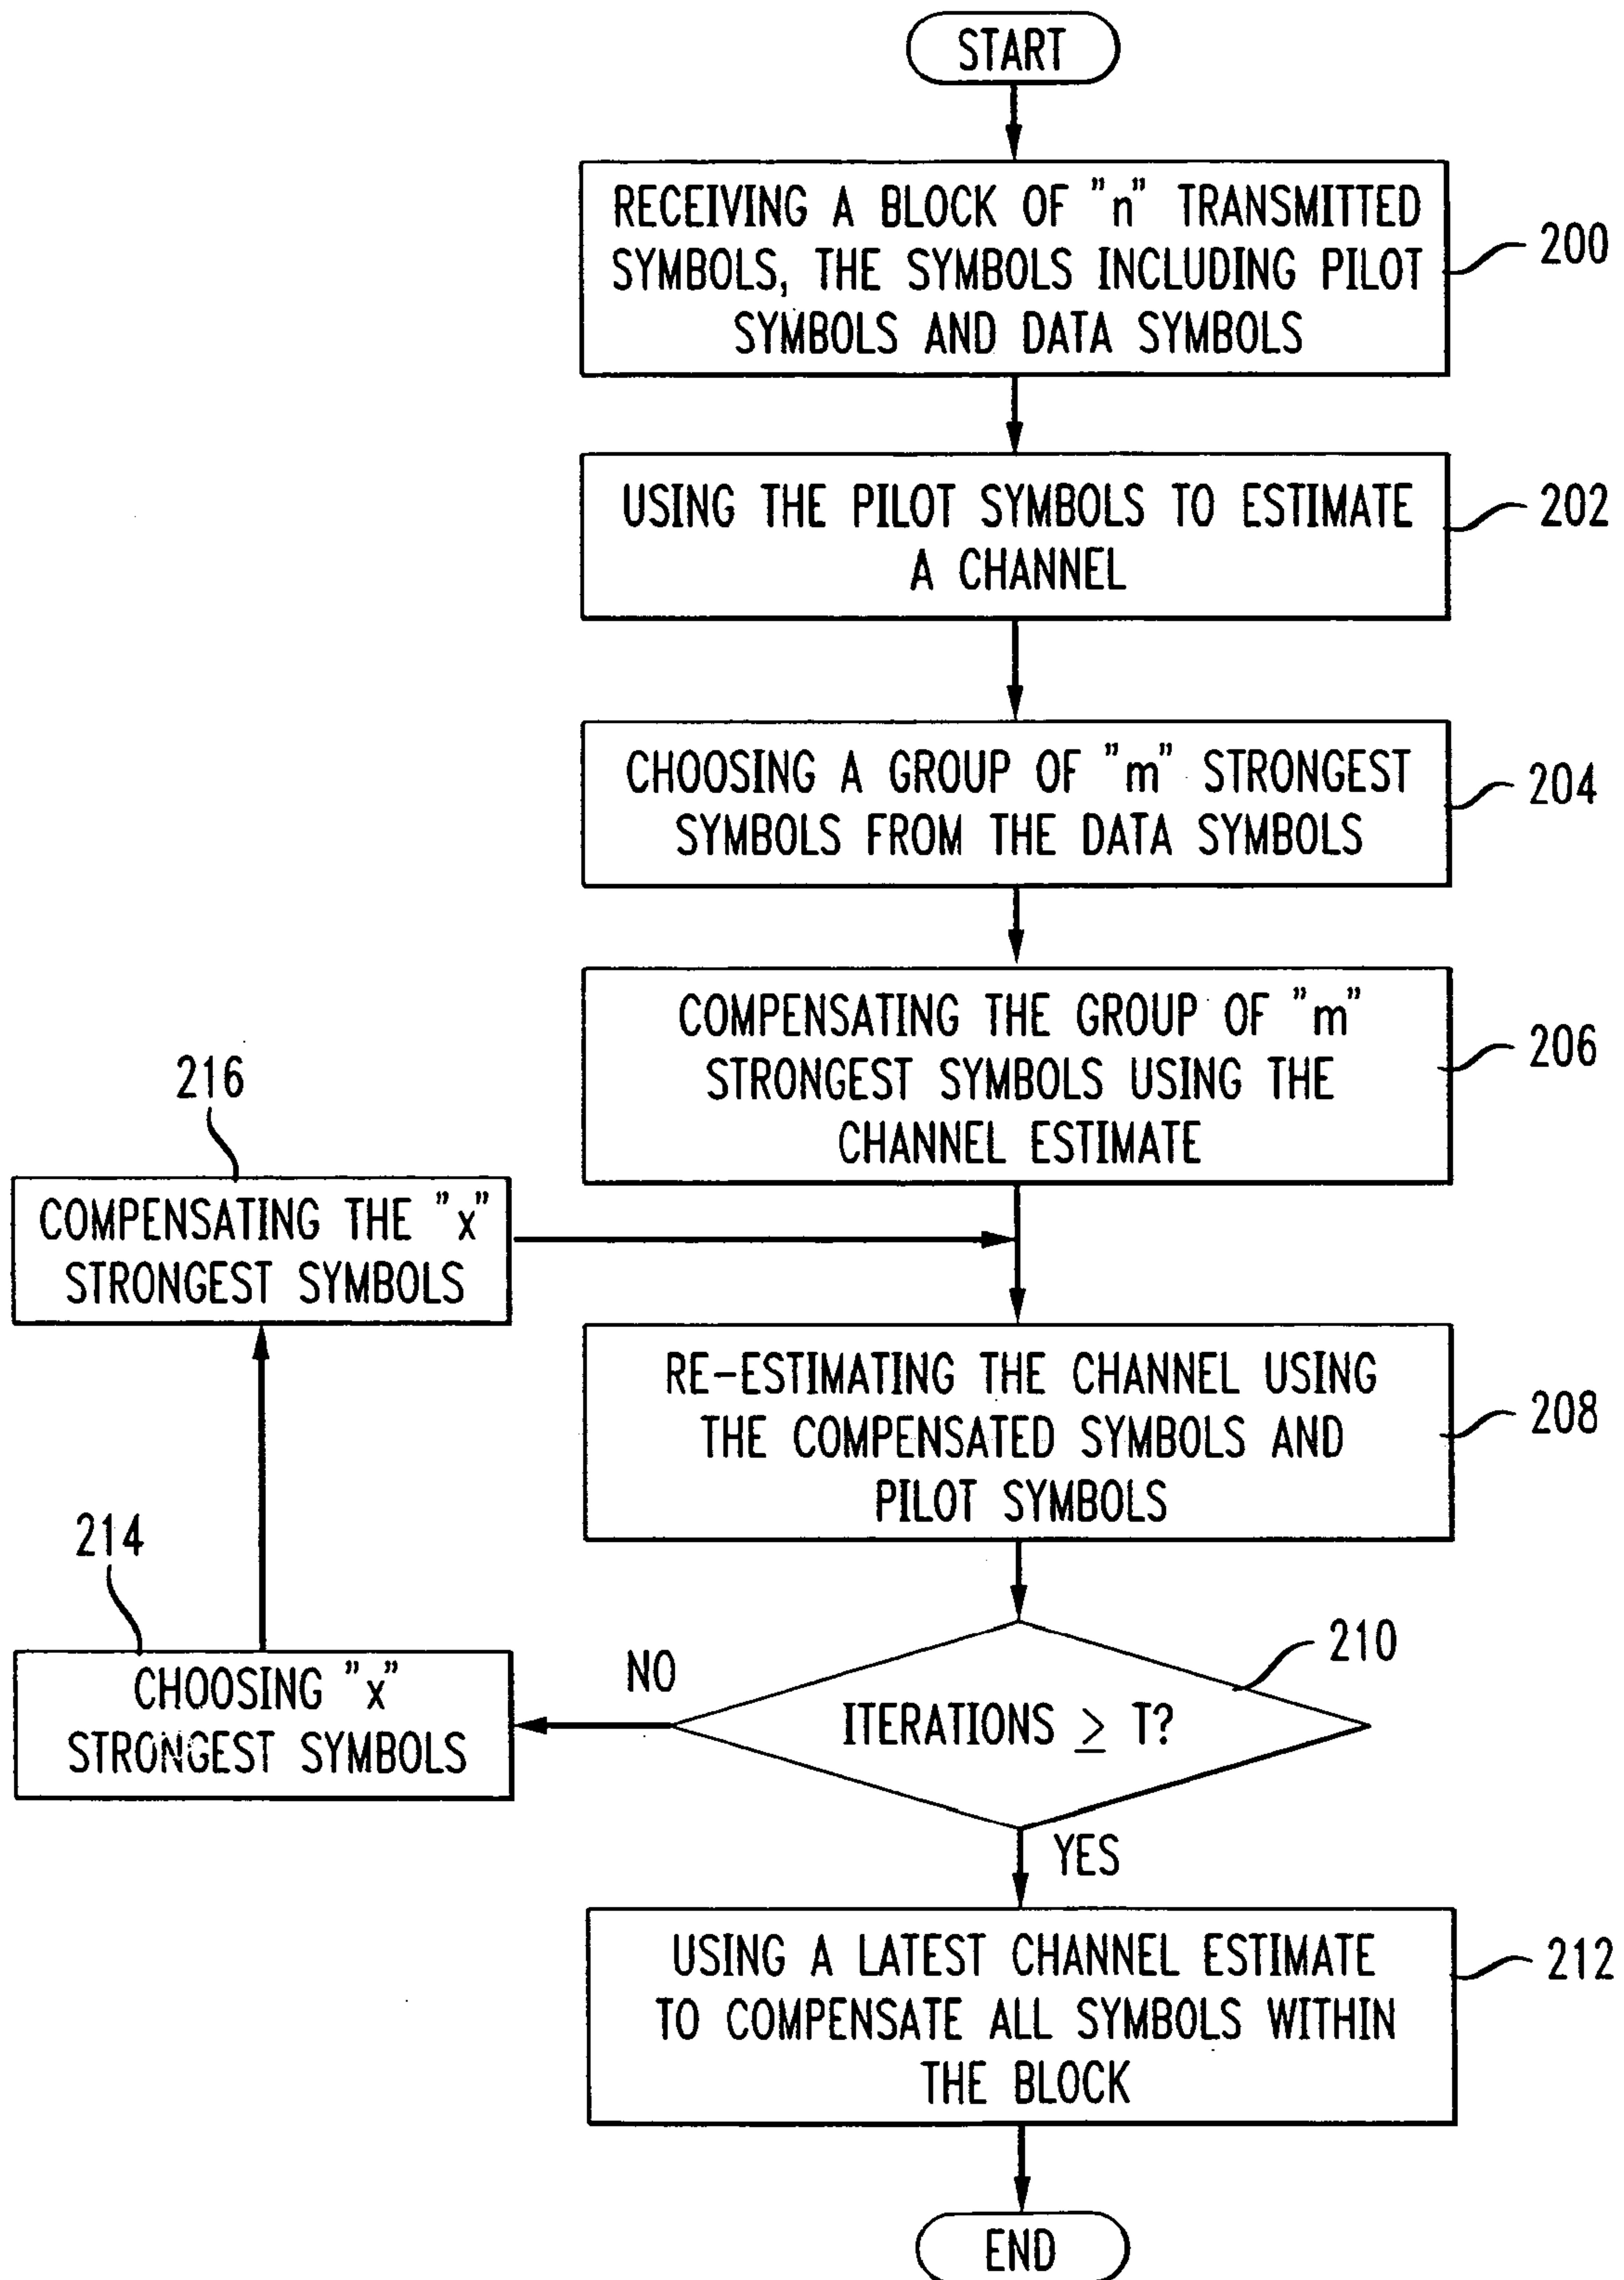 START
RECEIVING A BLOCK OF "n" TRANSMITTED
SYMBOLS, THE SYMBOLS INCLUDING PILOT
SYMBOLS AND DATA SYMBOLS
200
USING THE PILOT SYMBOLS TO ESTIMATE
A CHANNEL
202
CHOOSING A GROUP OF "m" STRONGEST
SYMBOLS FROM THE DATA SYMBOLS
204
COMPENSATING THE GROUP OF "m"
STRONGEST SYMBOLS USING THE
CHANNEL ESTIMATE
206
216
COMPENSATING THE "x"
STRONGEST SYMBOLS
RE-ESTIMATING THE CHANNEL USING
THE COMPENSATED SYMBOLS AND
PILOT SYMBOLS
208
214
CHOOSING "x"
STRONGEST SYMBOLS
NO
ITERATIONS ≥ T?
210
YES
USING A LATEST CHANNEL ESTIMATE
TO COMPENSATE ALL SYMBOLS WITHIN
THE BLOCK
212
END